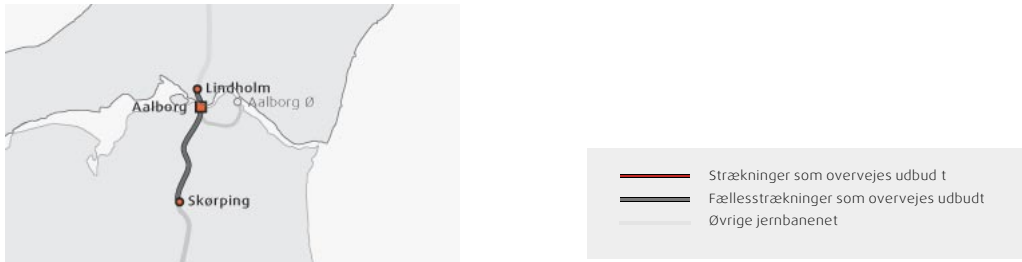 Lindholm
Aalborg Ø
Aalborg
Skørping
Strækninger som overvejes udbud t
Fællesstrækninger som overvejes udbudt
Øvrige jernbanenet